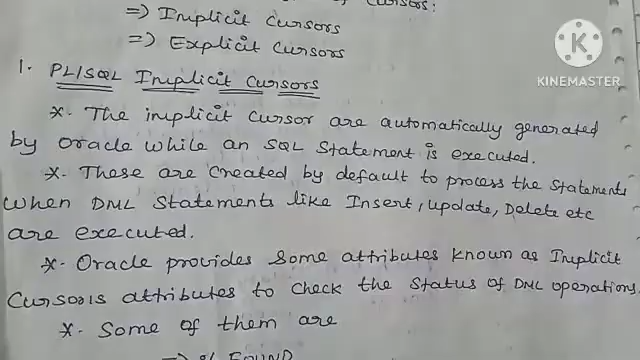 of Cursors:
=> Implicit Cursors
=> Explicit Cursors
1. PL/SQL Implicit Cursors
*. The implicit cursor are automatically generated
by Oracle while an SQL Statement is executed.
*. These are created by default to process the statements
when DML Statements like Insert, update, Delete etc
are executed.
*. Oracle provides some attributes known as Implicit
Cursors attributes to check the status of DML operations.
*. Some of them are
=> % FOUND
K
KINEMASTER